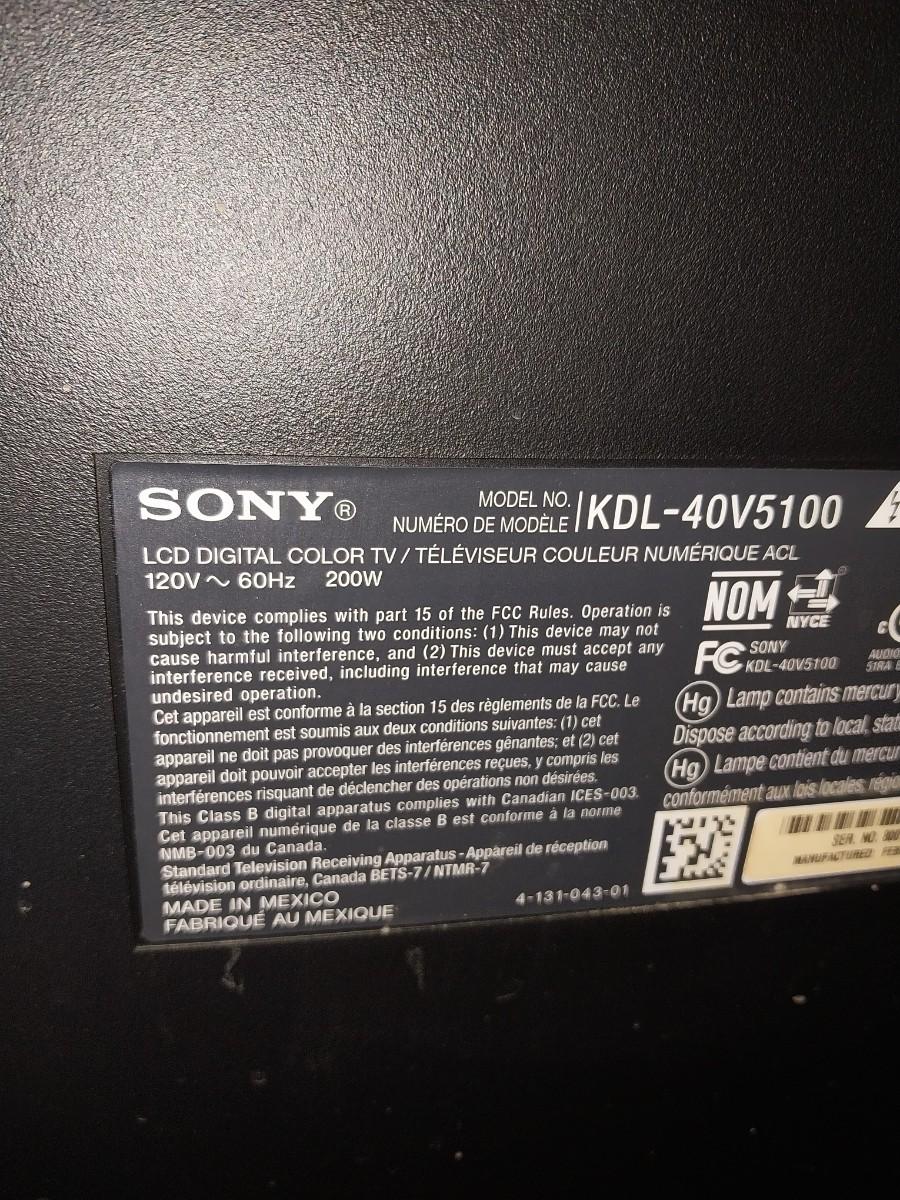 SONY®
MODEL NO.
NUMÉRO DE MODÈLE
KDL-40V5100
LCD DIGITAL COLOR TV / TÉLÉVISEUR COULEUR NUMÉRIQUE ACL
120V ~ 60Hz 200W
This device complies with part 15 of the FCC Rules. Operation is
subject to the following two conditions: (1) This device may not
cause harmful interference, and (2) This device must accept any
interference received, including interference that may cause
undesired operation.
Cet appareil est conforme à la section 15 des règlements de la FCC. Le
fonctionnement est soumis aux deux conditions suivantes: (1) cet
appareil ne doit pas provoquer des interférences gênantes; et (2) cet
appareil doit pouvoir accepter les interférences reçues, y compris les
interférences risquant de déclencher des opérations non désirées.
This Class B digital apparatus complies with Canadian ICES-003.
Cet appareil numérique de la classe B est conforme à la norme
NMB-003 du Canada.
Standard Television Receiving Apparatus - Appareil de réception
télévision ordinaire, Canada BETS-7 / NTMR-7
MADE IN MEXICO
FABRIQUÉ AU MEXIQUE
4-131-043-01
NOM
NYCE
FC
SONY
KDL-40V5100
AUDIO
51RA
Hg Lamp contains mercury
Dispose according to local,
Hg Lampe contient du
conformément aux lois locales,
SER. NO.
MANUFACTURED: